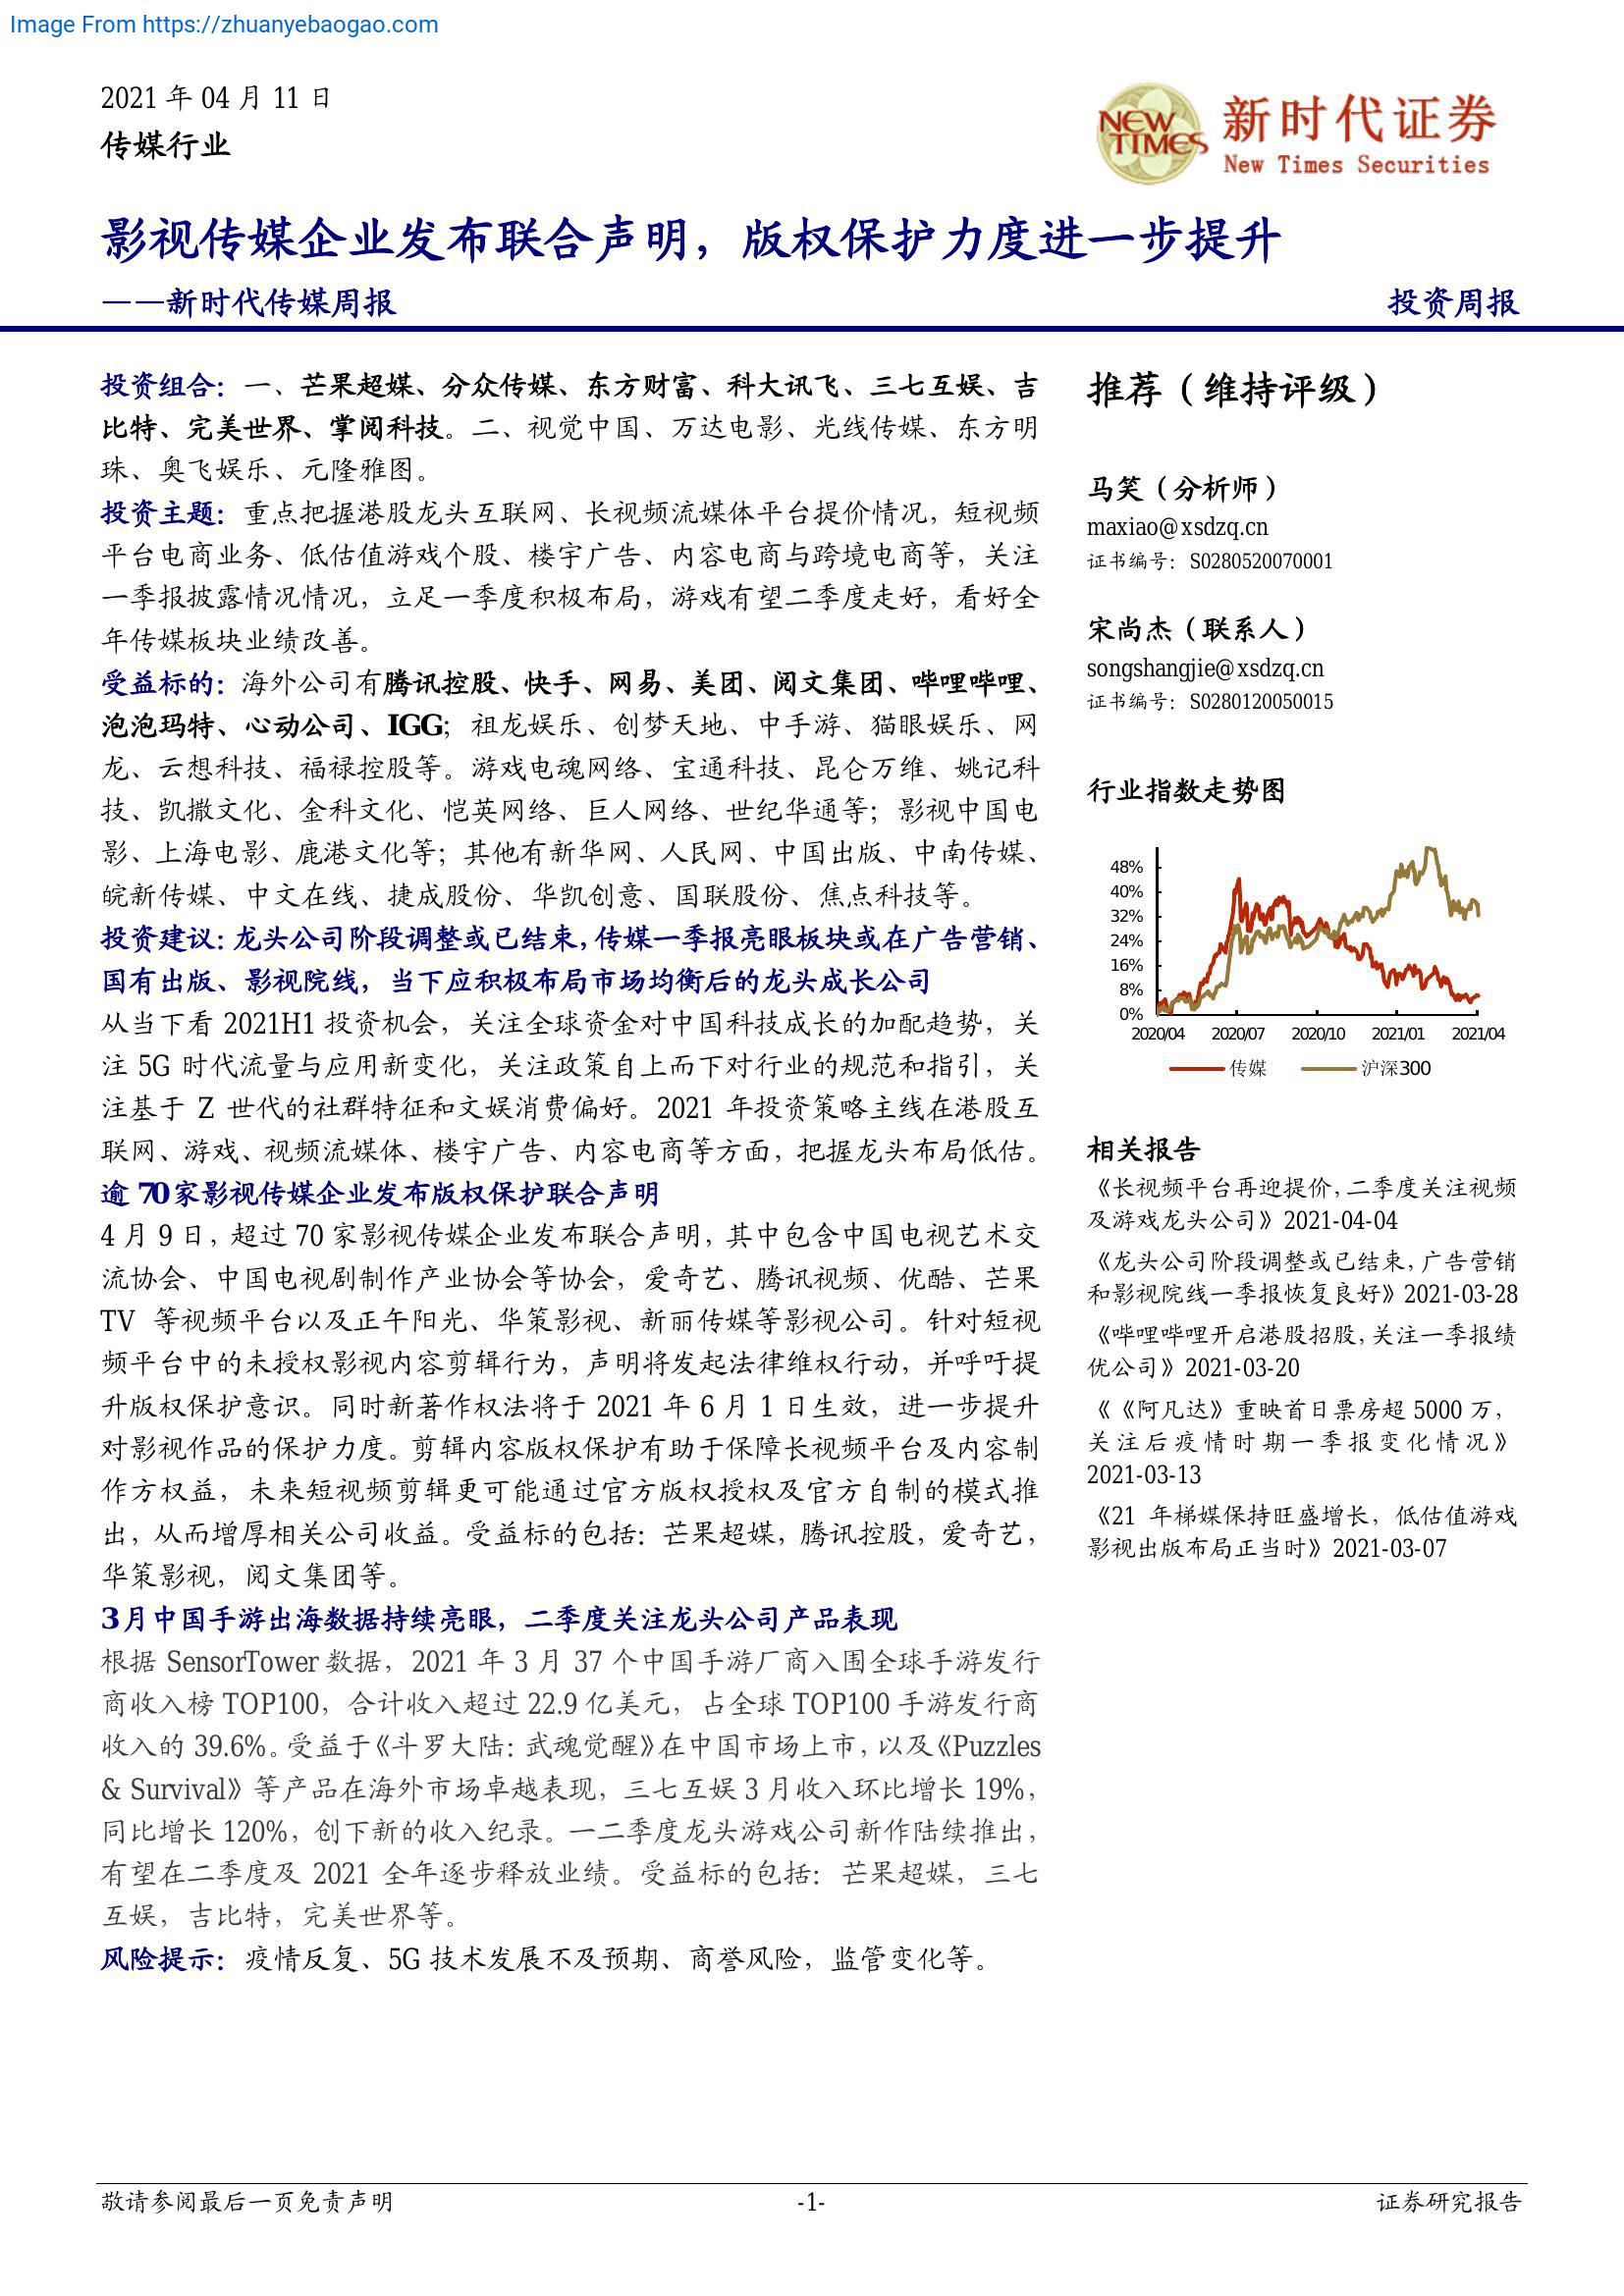 Image From https://zhuanyebaogao.com
2021 年 04 月 11 日
传媒行业
NEW TIMES
新时代证券
New Times Securities
影视传媒企业发布联合声明，版权保护力度进一步提升
——新时代传媒周报
投资周报
投资组合：一、芒果超媒、分众传媒、东方财富、科大讯飞、三七互娱、吉
比特、完美世界、掌阅科技。二、视觉中国、万达电影、光线传媒、东方明
珠、奥飞娱乐、元隆雅图。
投资主题：重点把握港股龙头互联网、长视频流媒体平台提价情况，短视频
平台电商业务、低估值游戏个股、楼宇广告、内容电商与跨境电商等，关注
一季报披露情况情况，立足一季度积极布局，游戏有望二季度走好，看好全
年传媒板块业绩改善。
受益标的：海外公司有腾讯控股、快手、网易、美团、阅文集团、哔哩哔哩、
泡泡玛特、心动公司、IGG；祖龙娱乐、创梦天地、中手游、猫眼娱乐、网
龙、云想科技、福禄控股等。游戏电魂网络、宝通科技、昆仑万维、姚记科
技、凯撒文化、金科文化、恺英网络、巨人网络、世纪华通等；影视中国电
影、上海电影、鹿港文化等；其他有新华网、人民网、中国出版、中南传媒、
皖新传媒、中文在线、捷成股份、华凯创意、国联股份、焦点科技等。
投资建议：龙头公司阶段调整或已结束，传媒一季报亮眼板块或在广告营销、
国有出版、影视院线，当下应积极布局市场均衡后的龙头成长公司
从当下看 2021H1 投资机会，关注全球资金对中国科技成长的加配趋势，关
注 5G 时代流量与应用新变化，关注政策自上而下对行业的规范和指引，关
注基于 Z 世代的社群特征和文娱消费偏好。2021 年投资策略主线在港股互
联网、游戏、视频流媒体、楼宇广告、内容电商等方面，把握龙头布局低估。
逾 70 家影视传媒企业发布版权保护联合声明
4 月 9 日，超过 70 家影视传媒企业发布联合声明，其中包含中国电视艺术交
流协会、中国电视剧制作产业协会等协会，爱奇艺、腾讯视频、优酷、芒果
TV 等视频平台以及正午阳光、华策影视、新丽传媒等影视公司。针对短视
频平台中的未授权影视内容剪辑行为，声明将发起法律维权行动，并呼吁提
升版权保护意识。同时新著作权法将于 2021 年 6 月 1 日生效，进一步提升
对影视作品的保护力度。剪辑内容版权保护有助于保障长视频平台及内容制
作方权益，未来短视频剪辑更可能通过官方版权授权及官方自制的模式推
出，从而增厚相关公司收益。受益标的包括：芒果超媒，腾讯控股，爱奇艺，
华策影视，阅文集团等。
3 月中国手游出海数据持续亮眼，二季度关注龙头公司产品表现
根据 SensorTower 数据，2021 年 3 月 37 个中国手游厂商入围全球手游发行
商收入榜 TOP100，合计收入超过 22.9 亿美元，占全球 TOP100 手游发行商
收入的 39.6%。受益于《斗罗大陆：武魂觉醒》在中国市场上市，以及《Puzzles
& Survival》等产品在海外市场卓越表现，三七互娱 3 月收入环比增长 19%，
同比增长 120%，创下新的收入纪录。一二季度龙头游戏公司新作陆续推出，
有望在二季度及 2021 全年逐步释放业绩。受益标的包括：芒果超媒，三七
互娱，吉比特，完美世界等。
风险提示：疫情反复、5G 技术发展不及预期、商誉风险，监管变化等。
推荐（维持评级）
马笑（分析师）
maxiao@xsdzq.cn
证书编号：S0280520070001
宋尚杰（联系人）
songshangjie@xsdzq.cn
证书编号：S0280120050015
行业指数走势图
48%
40%
32%
24%
16%
8%
0%
2020/04 2020/07 2020/10 2021/01 2021/04
传媒 沪深300
相关报告
《长视频平台再迎提价，二季度关注视频
及游戏龙头公司》2021-04-04
《龙头公司阶段调整或已结束，广告营销
和影视院线一季报恢复良好》2021-03-28
《哔哩哔哩开启港股招股，关注一季报绩
优公司》2021-03-20
《《阿凡达》重映首日票房超 5000 万，
关注后疫情时期一季报变化情况》
2021-03-13
《21 年梯媒保持旺盛增长，低估值游戏
影视出版布局正当时》2021-03-07
敬请参阅最后一页免责声明
-1-
证券研究报告